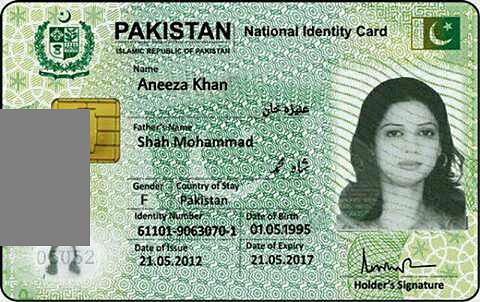 PAKISTAN National Identity Card
ISLAMIC REPUBLIC OF PAKISTAN
Name
Aneeza Khan
عنیزہ خان
Father's Name
Shah Mohammad
شاہ محمد
Gender Country of Stay
F Pakistan
Identity Number Date of Birth
61101-9063070-1 01.05.1995
Date of Issue Date of Expiry
21.05.2012 21.05.2017
Holder's Signature